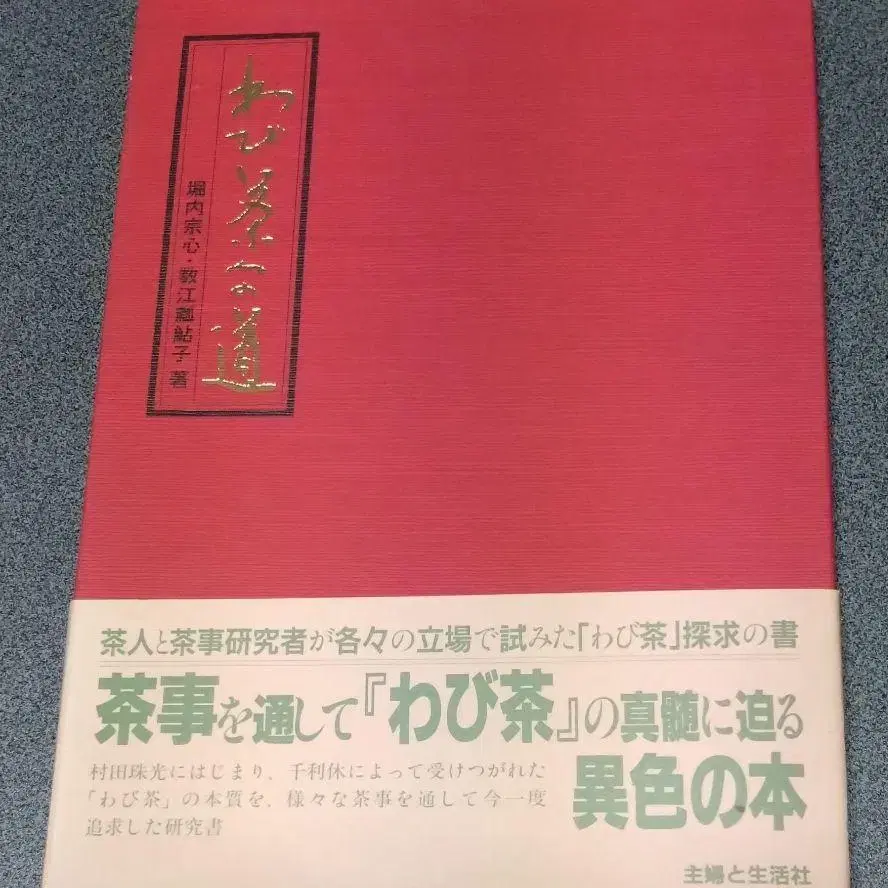 わび茶への道
堀内宗心・数江瓢鮎子 著
茶人と茶事研究者が各々の立場で試みた「わび茶」探求の書
茶事を通して『わび茶』の真髄に迫る
異色の本
村田珠光にはじまり、千利休によって受けつがれた
「わび茶」の本質を、様々な茶事を通して今一度
追求した研究書
主婦と生活社